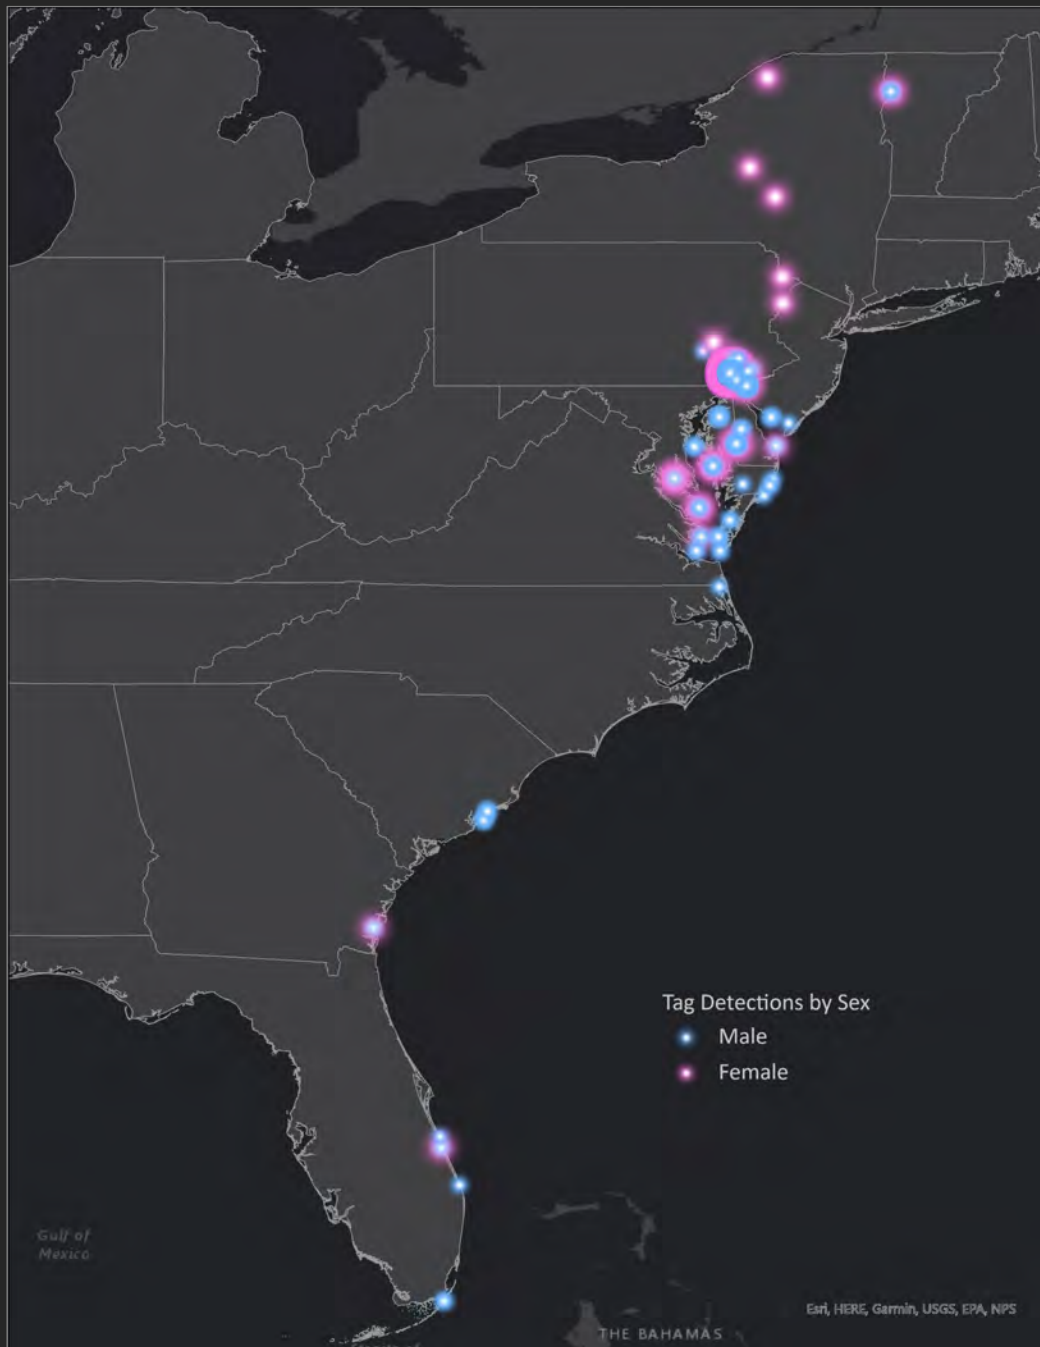 Tag Detections by Sex
Male
Female
Gulf of
Mexico
Esri, HERE, Garmin, USGS, EPA, NPS
THE BAHAMAS